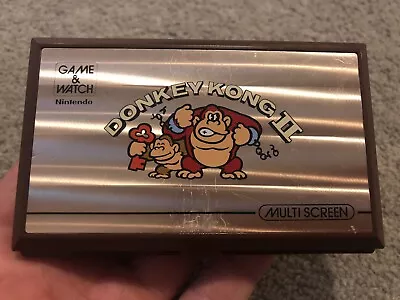 GAME
&
WATCH
Nintendo
DONKEY KONG II
MULTI SCREEN